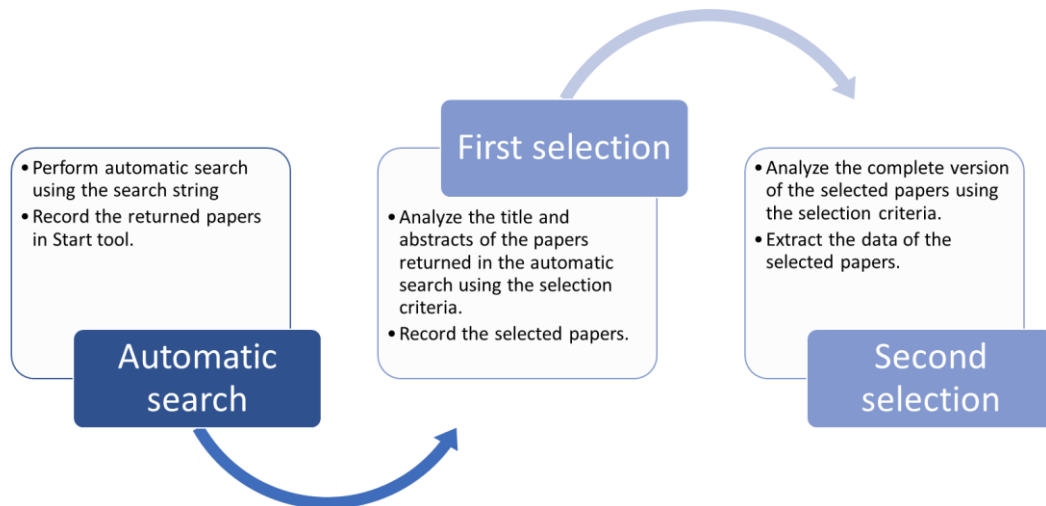 • Perform automatic search
using the search string
• Record the returned papers
in Start tool.
Automatic
search
First selection
• Analyze the title and
abstracts of the papers
returned in the automatic
search using the selection
criteria.
• Record the selected papers.
• Analyze the complete version
of the selected papers using
the selection criteria.
• Extract the data of the
selected papers.
Second
selection